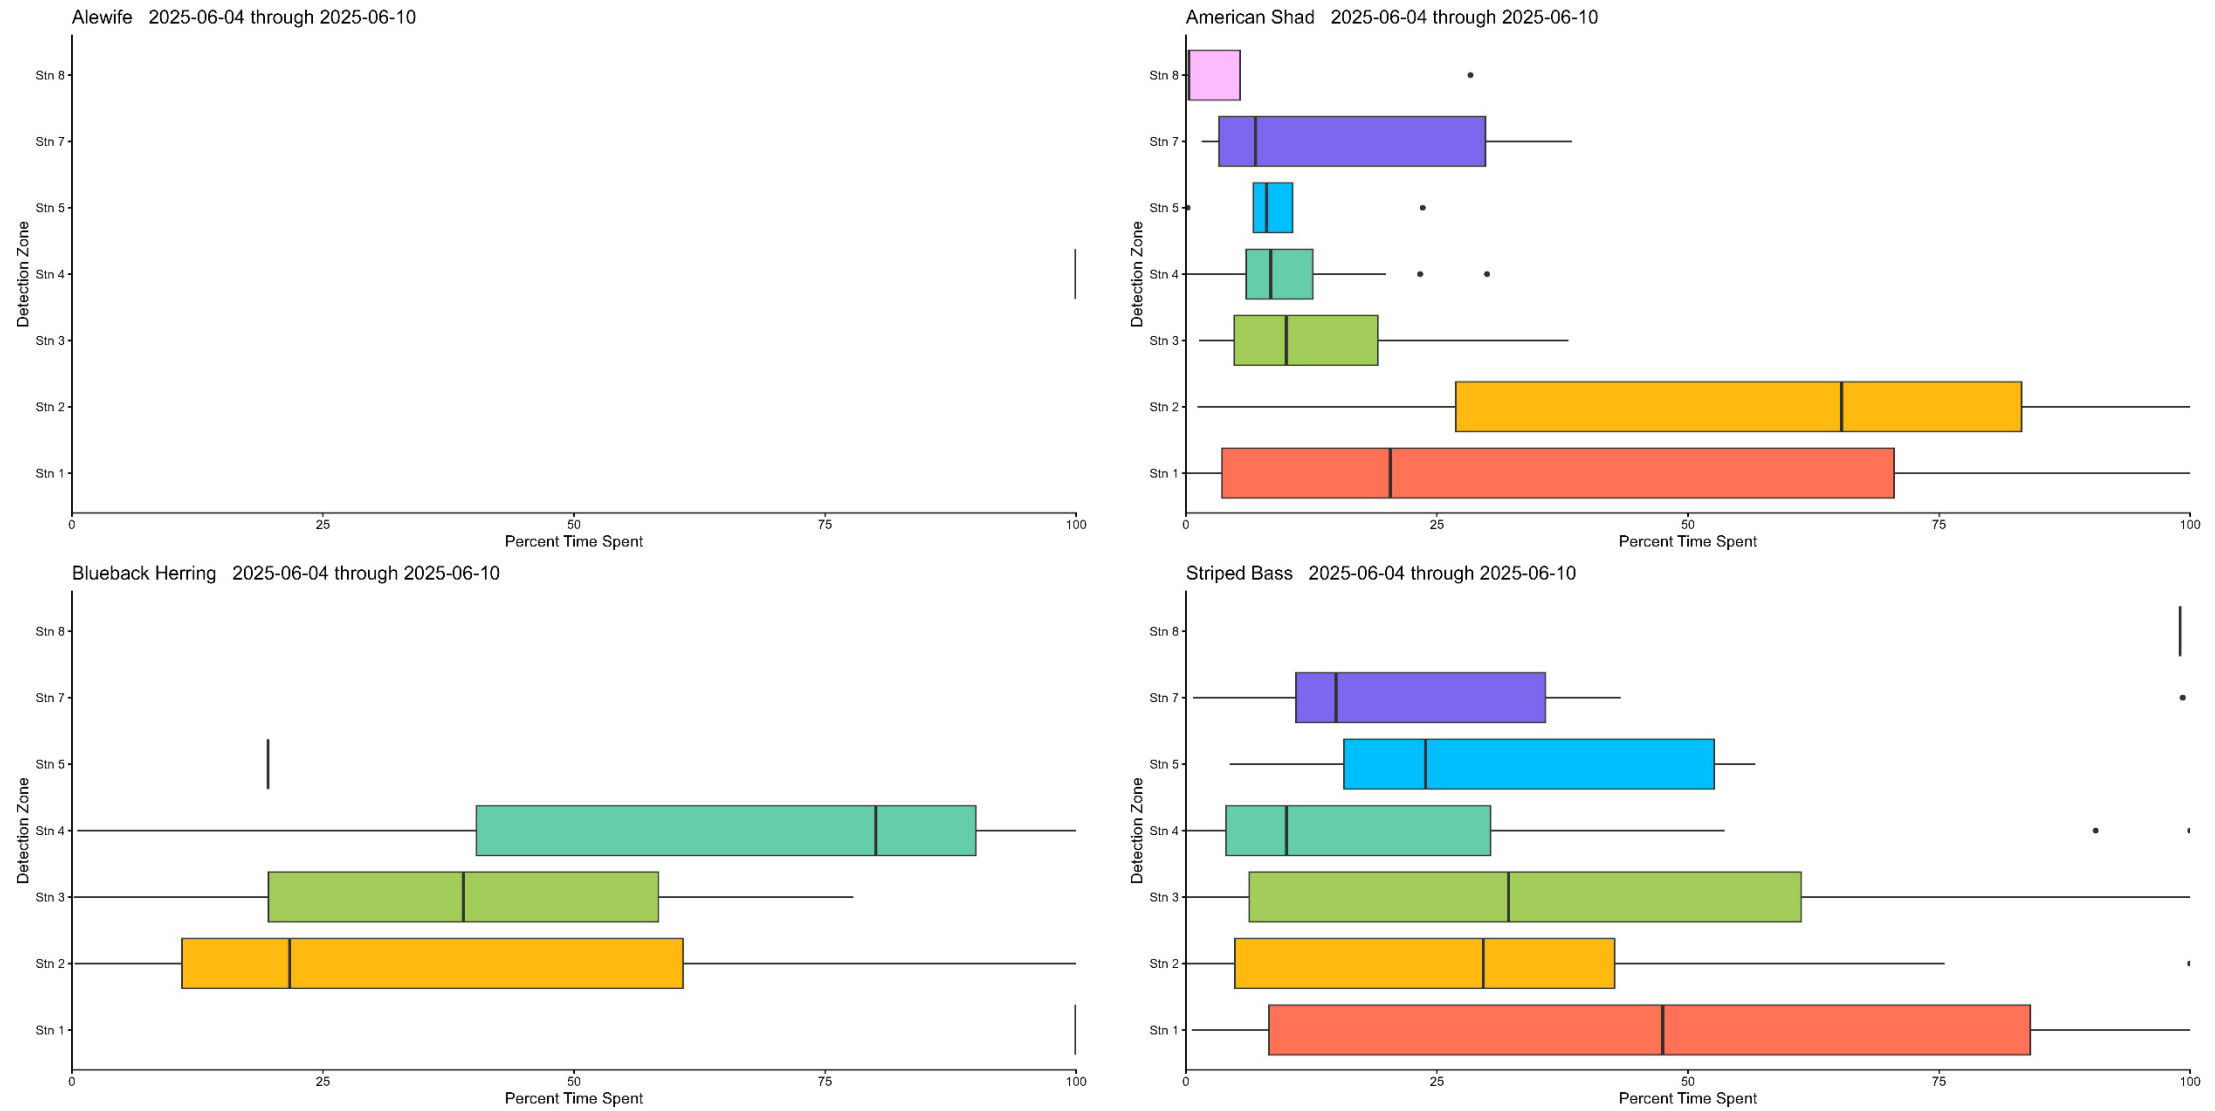 Alewife   2025-06-04 through 2025-06-10
Detection Zone
Stn 8
Stn 7
Stn 5
Stn 4
Stn 3
Stn 2
Stn 1
0 25 50 75 100
Percent Time Spent
American Shad   2025-06-04 through 2025-06-10
Detection Zone
Stn 8
Stn 7
Stn 5
Stn 4
Stn 3
Stn 2
Stn 1
0 25 50 75 100
Percent Time Spent
Blueback Herring   2025-06-04 through 2025-06-10
Detection Zone
Stn 8
Stn 7
Stn 5
Stn 4
Stn 3
Stn 2
Stn 1
0 25 50 75 100
Percent Time Spent
Striped Bass   2025-06-04 through 2025-06-10
Detection Zone
Stn 8
Stn 7
Stn 5
Stn 4
Stn 3
Stn 2
Stn 1
0 25 50 75 100
Percent Time Spent